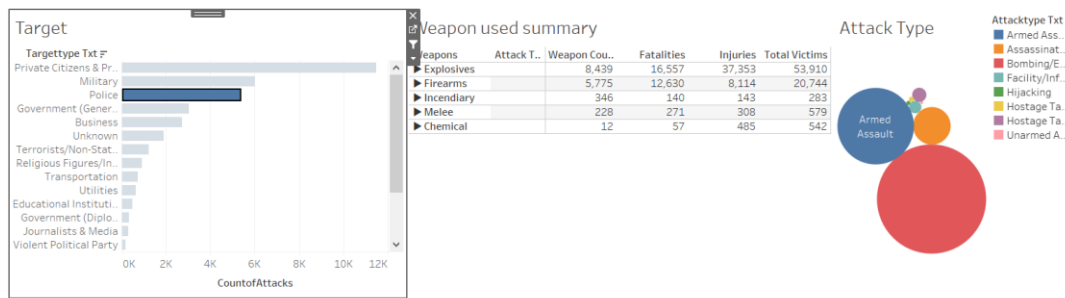 Target
Targettype Txt
Private Citizens & Pr..
Military
Police
Government (Gener..
Business
Unknown
Terrorists/Non-Stat..
Religious Figures/In..
Transportation
Utilities
Educational Instituti..
Government (Diplo..
Journalists & Media
Violent Political Party
0K 2K 4K 6K 8K 10K 12K
CountofAttacks
Weapon used summary
Weapons Attack T.. Weapon Cou.. Fatalities Injuries Total Victims
Explosives 8,439 16,557 37,353 53,910
Firearms 5,775 12,630 8,114 20,744
Incendiary 346 140 143 283
Melee 228 271 308 579
Chemical 12 57 485 542
Attack Type
Armed
Assault
Attacktype Txt
Armed Ass..
Assassinat..
Bombing/E..
Facility/Inf..
Hijacking
Hostage Ta..
Hostage Ta..
Unarmed A..